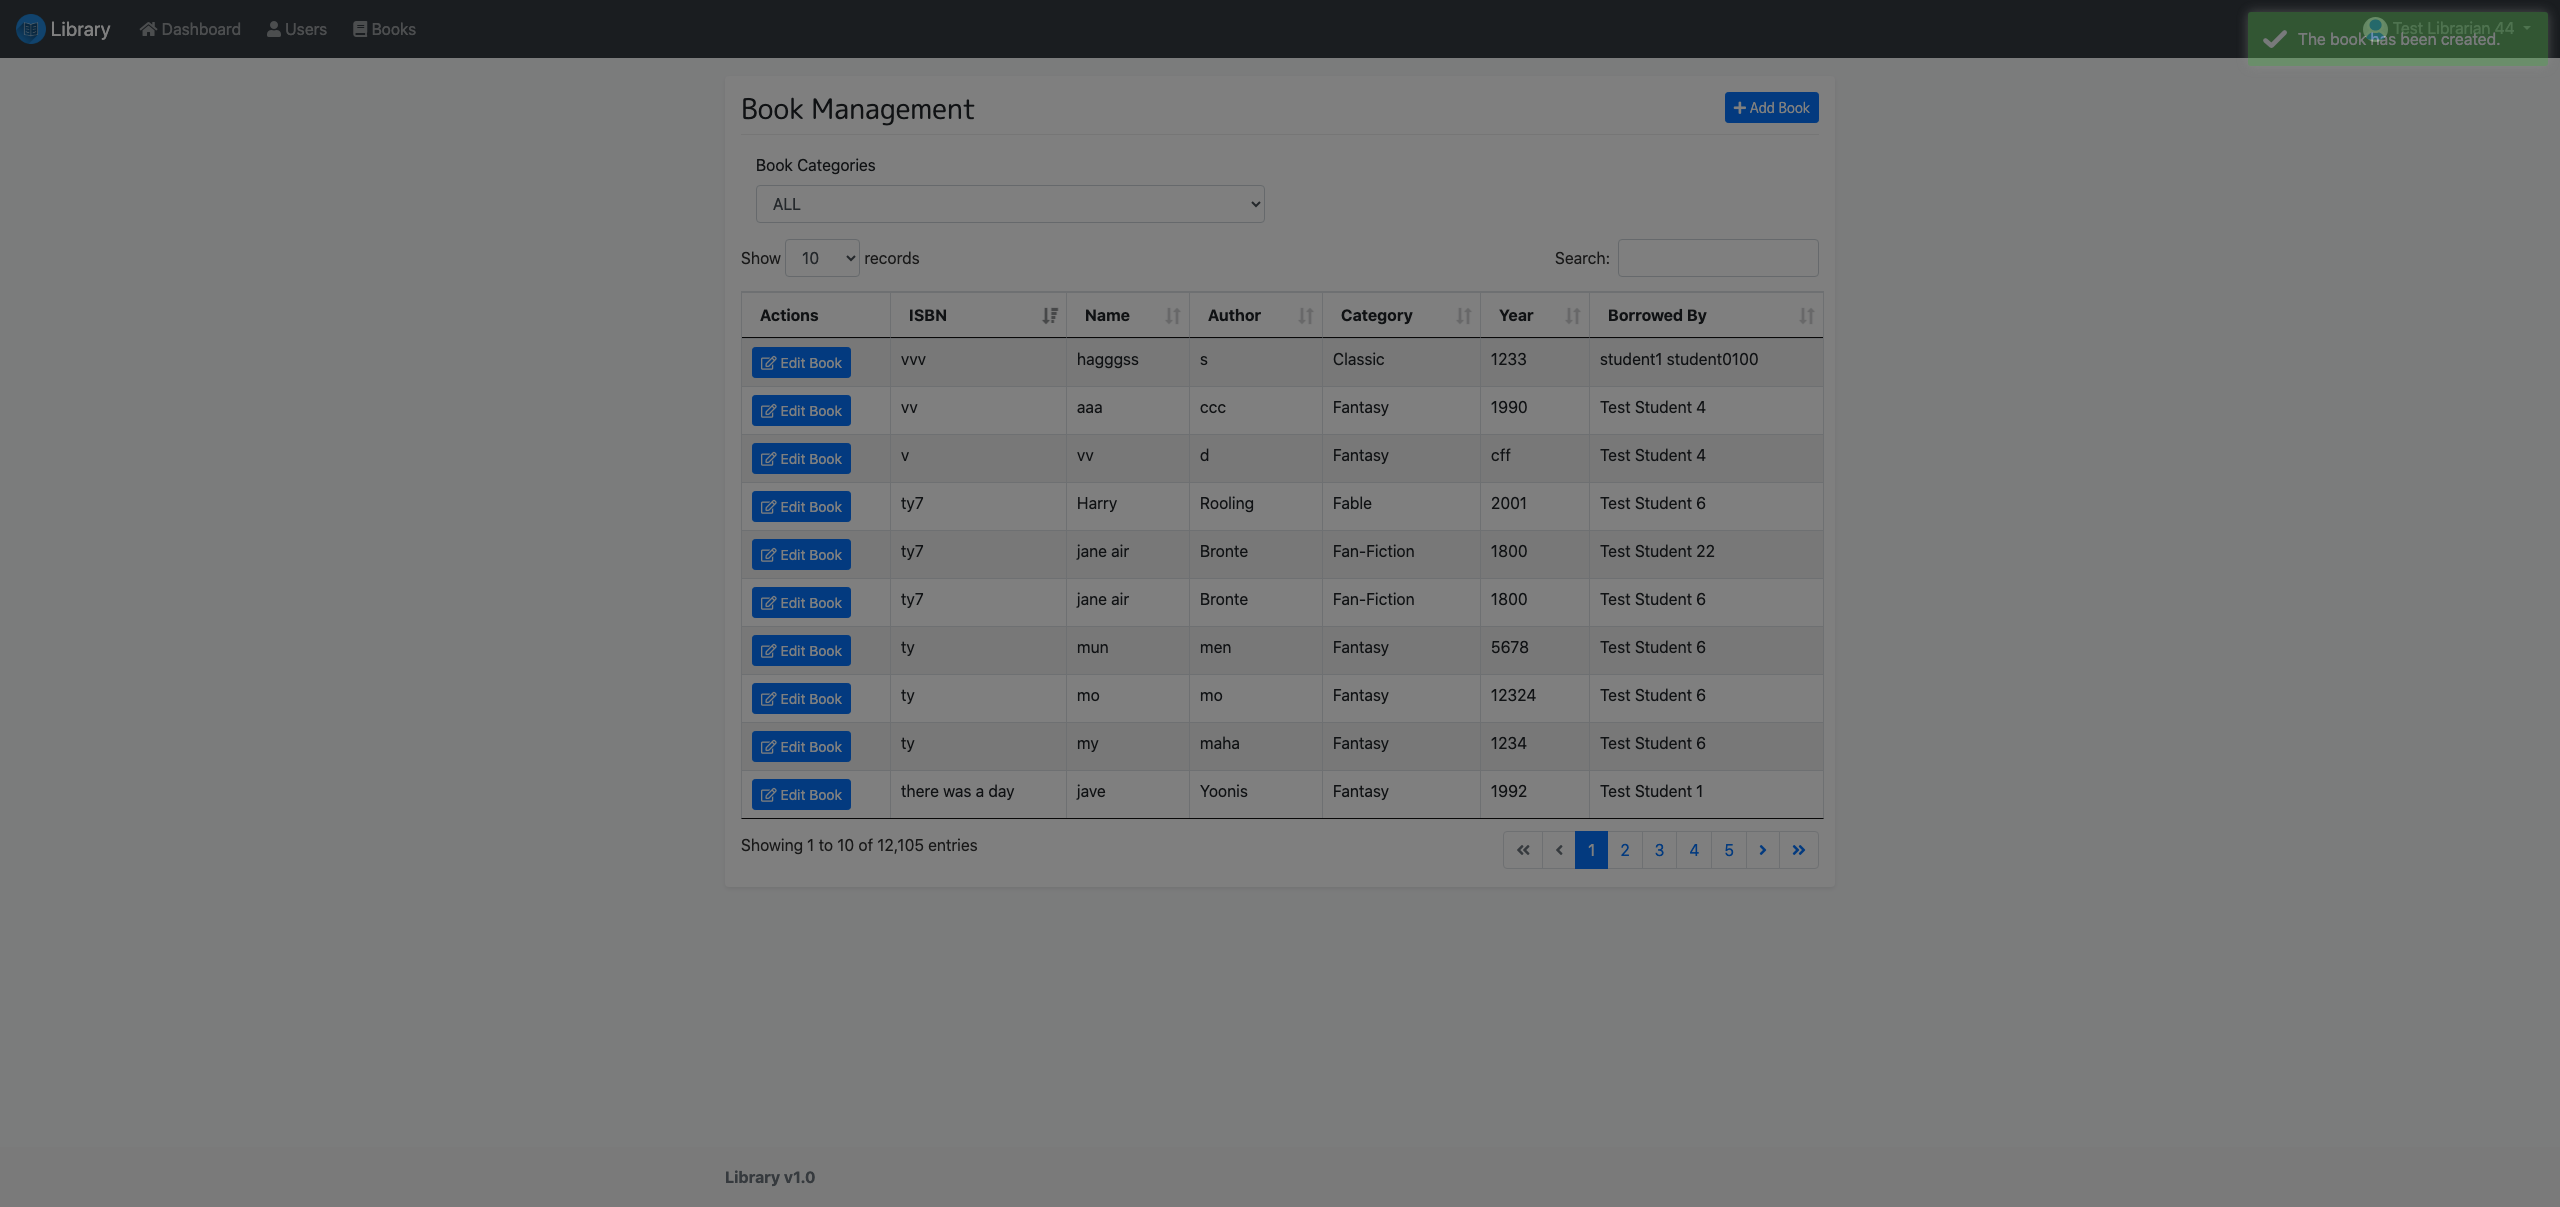 Library Dashboard Users Books Test Librarian 44
The book has been created.
Book Management + Add Book
Book Categories
ALL
Show 10 records Search:
Actions ISBN Name Author Category Year Borrowed By
Edit Book vvv hagggss s Classic 1233 student1 student0100
Edit Book vv aaa ccc Fantasy 1990 Test Student 4
Edit Book v vv d Fantasy cff Test Student 4
Edit Book ty7 Harry Rooling Fable 2001 Test Student 6
Edit Book ty7 jane air Bronte Fan-Fiction 1800 Test Student 22
Edit Book ty7 jane air Bronte Fan-Fiction 1800 Test Student 6
Edit Book ty mun men Fantasy 5678 Test Student 6
Edit Book ty mo mo Fantasy 12324 Test Student 6
Edit Book ty my maha Fantasy 1234 Test Student 6
Edit Book there was a day jave Yoonis Fantasy 1992 Test Student 1
Showing 1 to 10 of 12,105 entries « ‹ 1 2 3 4 5 › »
Library v1.0